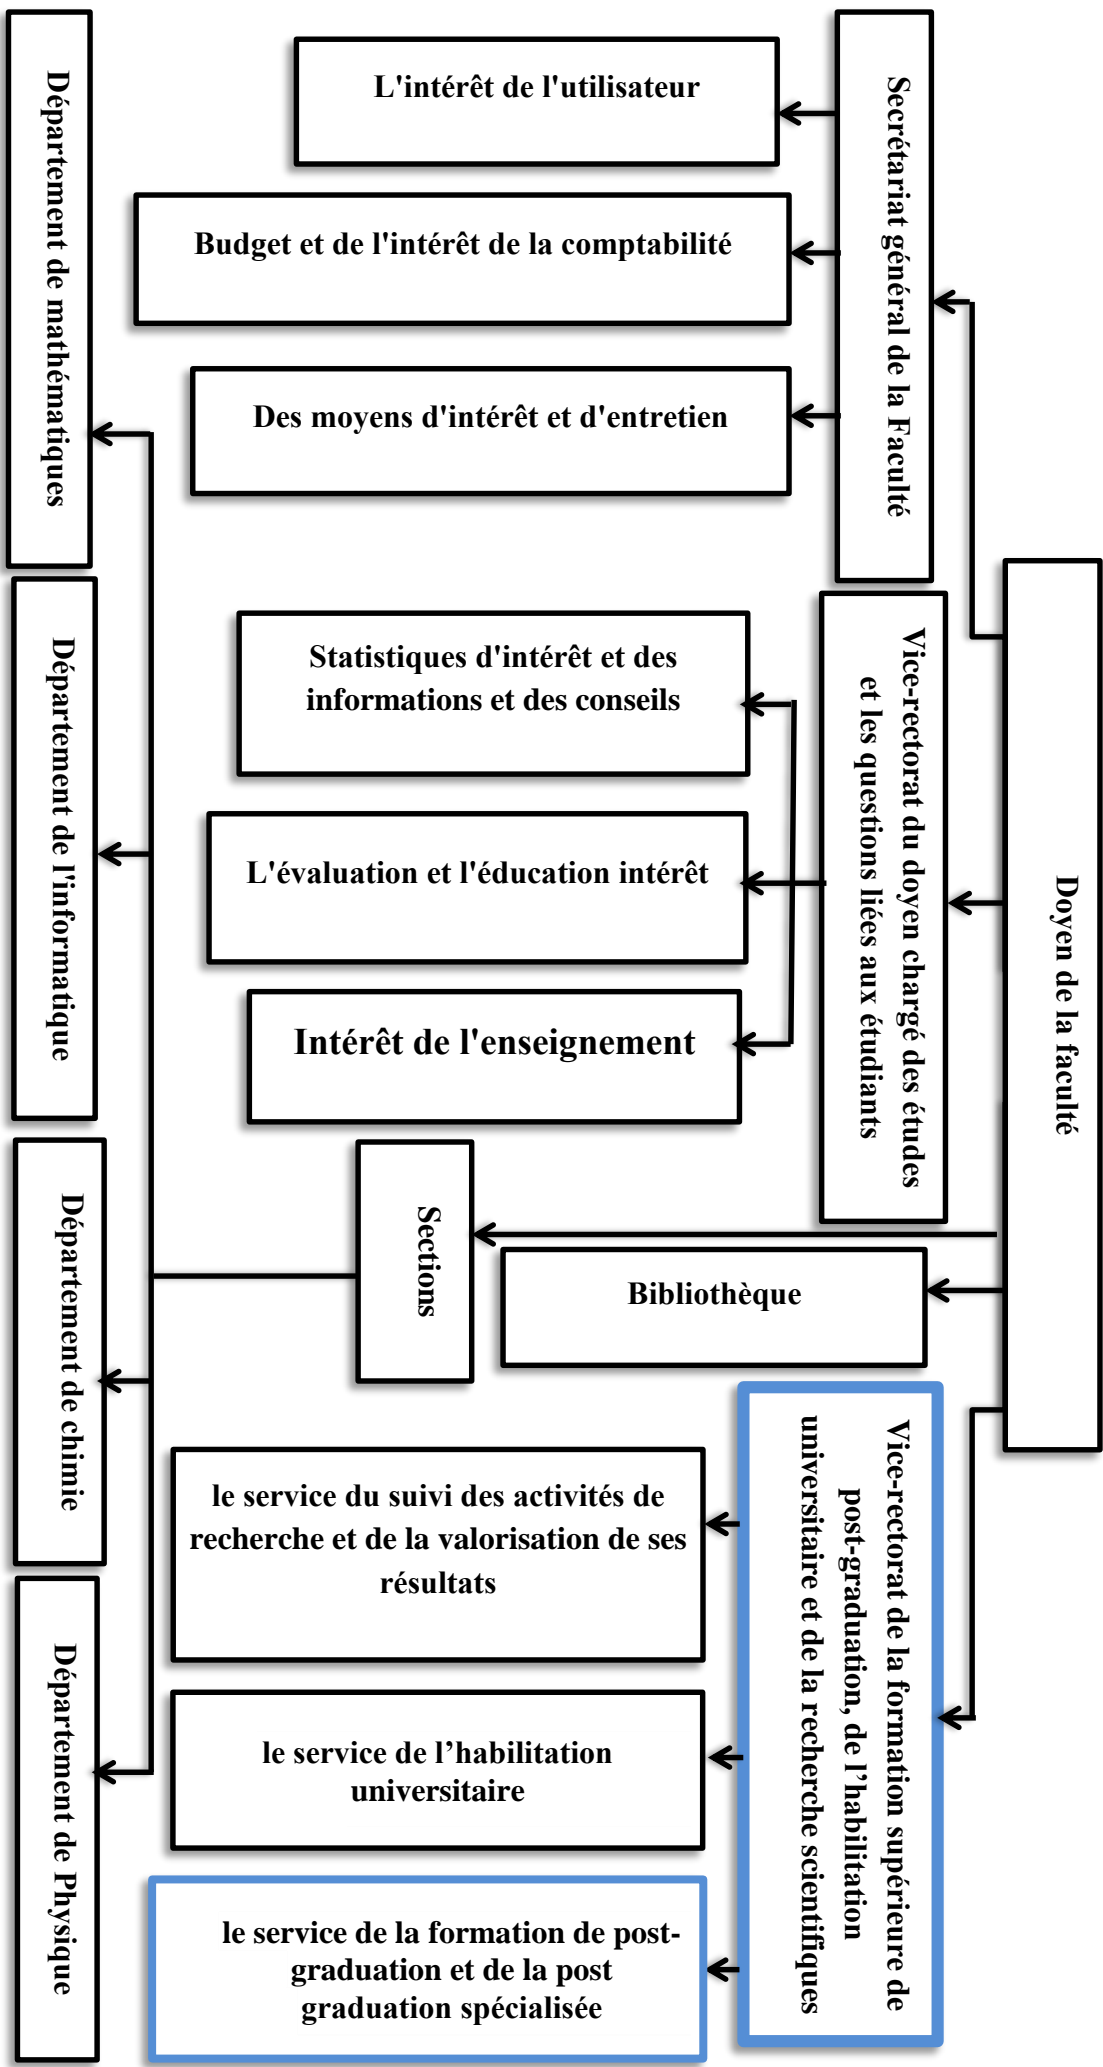 Doyen de la faculté
Secrétariat général de la Faculté
L'intérêt de l'utilisateur
Budget et de l'intérêt de la comptabilité
Des moyens d'intérêt et d'entretien
Vice-rectorat du doyen chargé des études
et les questions liées aux étudiants
Statistiques d'intérêt et des
informations et des conseils
L'évaluation et l'éducation intérêt
Intérêt de l'enseignement
Sections
Bibliothèque
Vice-rectorat de la formation supérieure de
post-graduation, de l’habilitation
universitaire et de la recherche scientifiques
le service du suivi des activités de
recherche et de la valorisation de ses
résultats
le service de l’habilitation
universitaire
le service de la formation de post-
graduation et de la post
graduation spécialisée
Département de mathématiques
Département de l'informatique
Département de chimie
Département de Physique